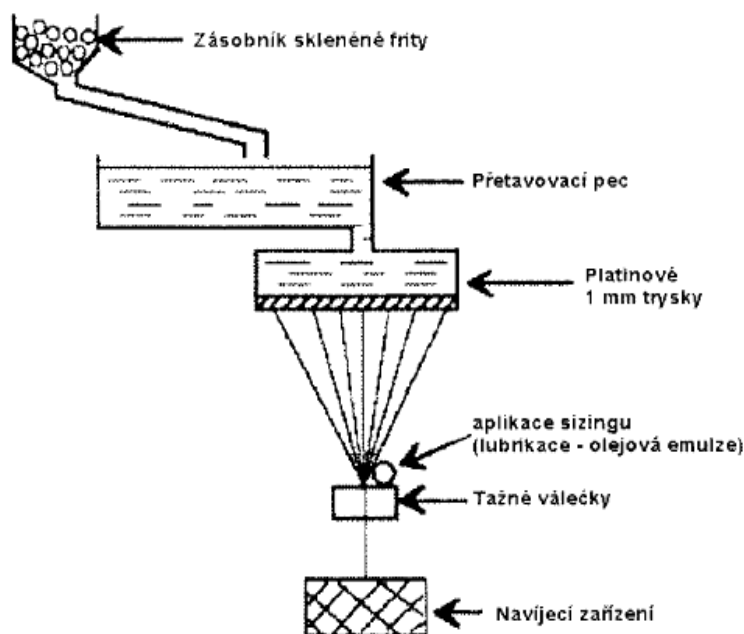 Zásobník skleněné frity
Přetavovací pec
Platinové
1 mm trysky
aplikace sizingu
(lubrikace - olejová emulze)
Tažné válečky
Navíjecí zařízení